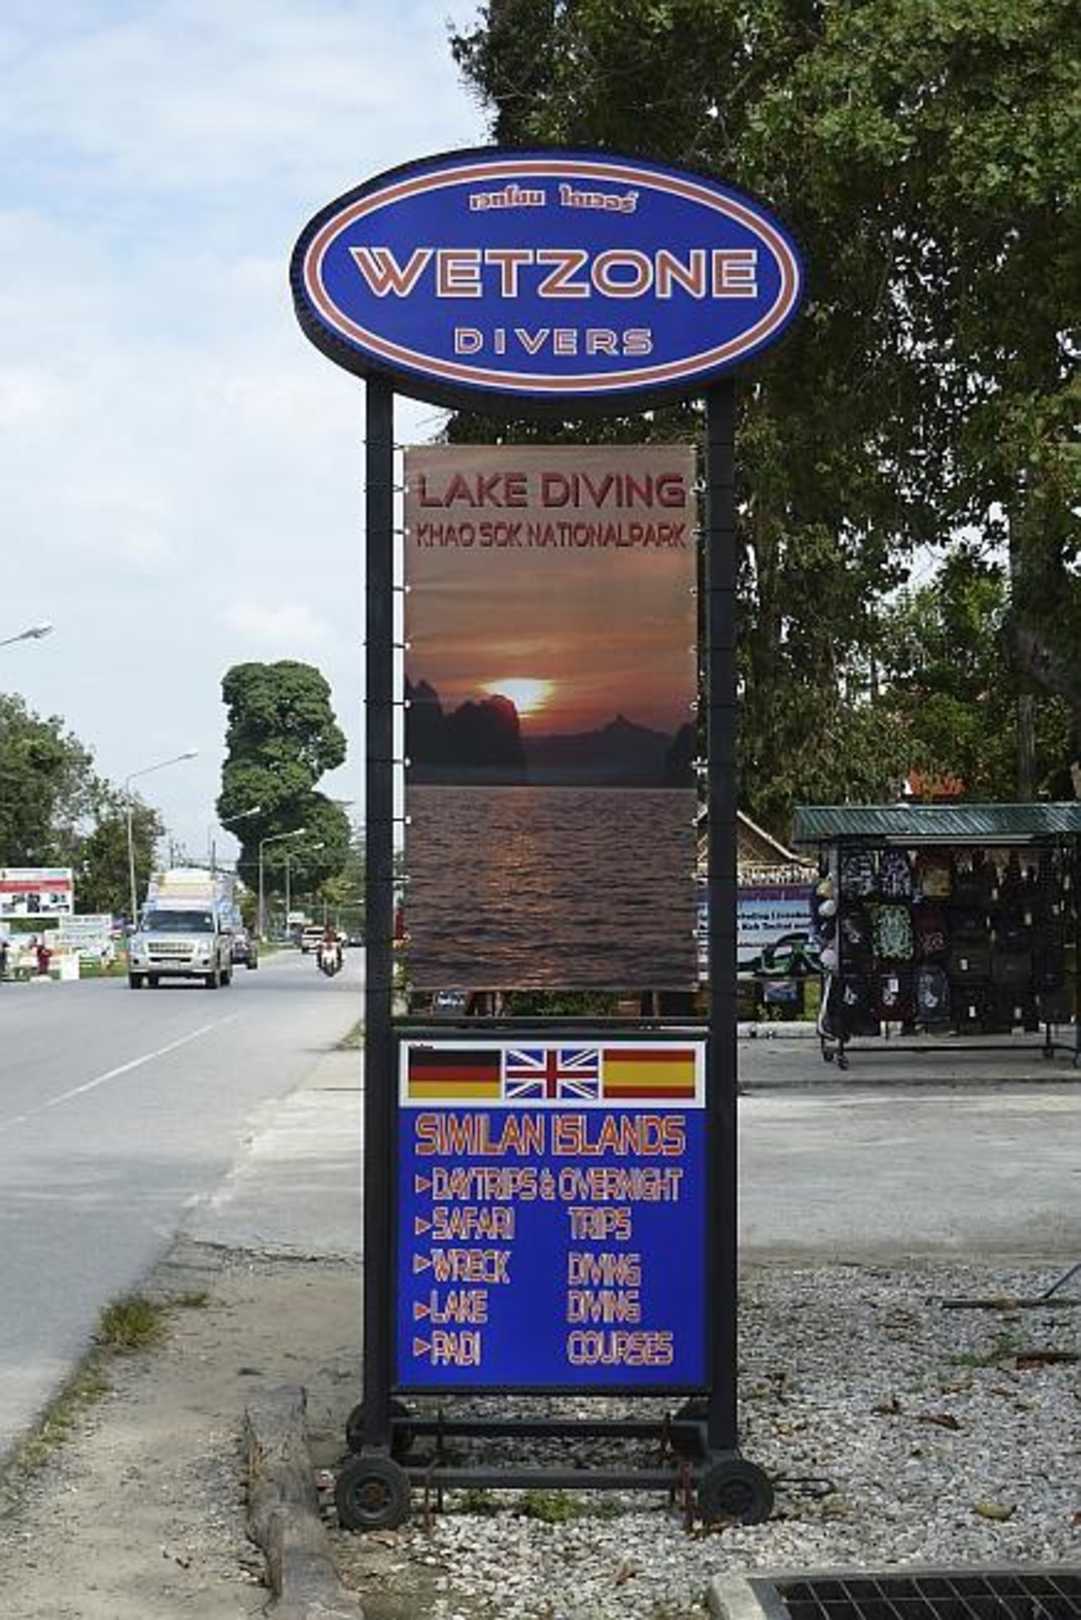 เวทโซน ไดเวอร์
WETZONE
DIVERS
LAKE DIVING
KHAO SOK NATIONALPARK
SIMILAN ISLANDS
▶DAYTRIPS & OVERNIGHT
▶SAFARI TRIPS
▶WRECK DIVING
▶LAKE DIVING
▶PADI COURSES